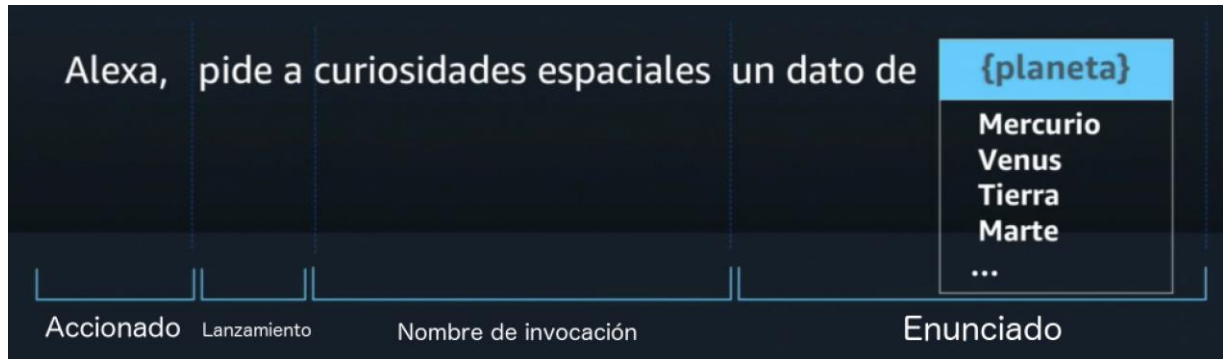 Alexa, pide a curiosidades espaciales un dato de {planeta}
Mercurio
Venus
Tierra
Marte
...
Accionado Lanzamiento Nombre de invocación Enunciado